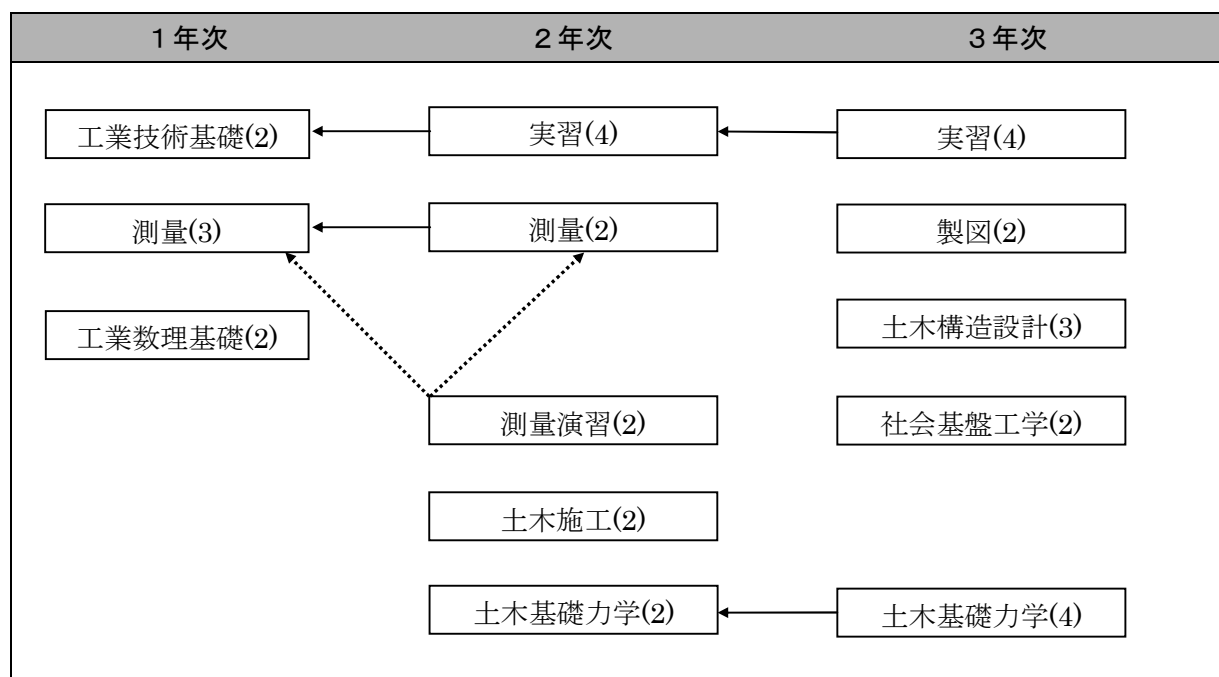 １年次 ２年次 ３年次
工業技術基礎(2) 実習(4) 実習(4)
測量(3) 測量(2) 製図(2)
工業数理基礎(2) 土木構造設計(3)
測量演習(2) 社会基盤工学(2)
土木施工(2)
土木基礎力学(2) 土木基礎力学(4)